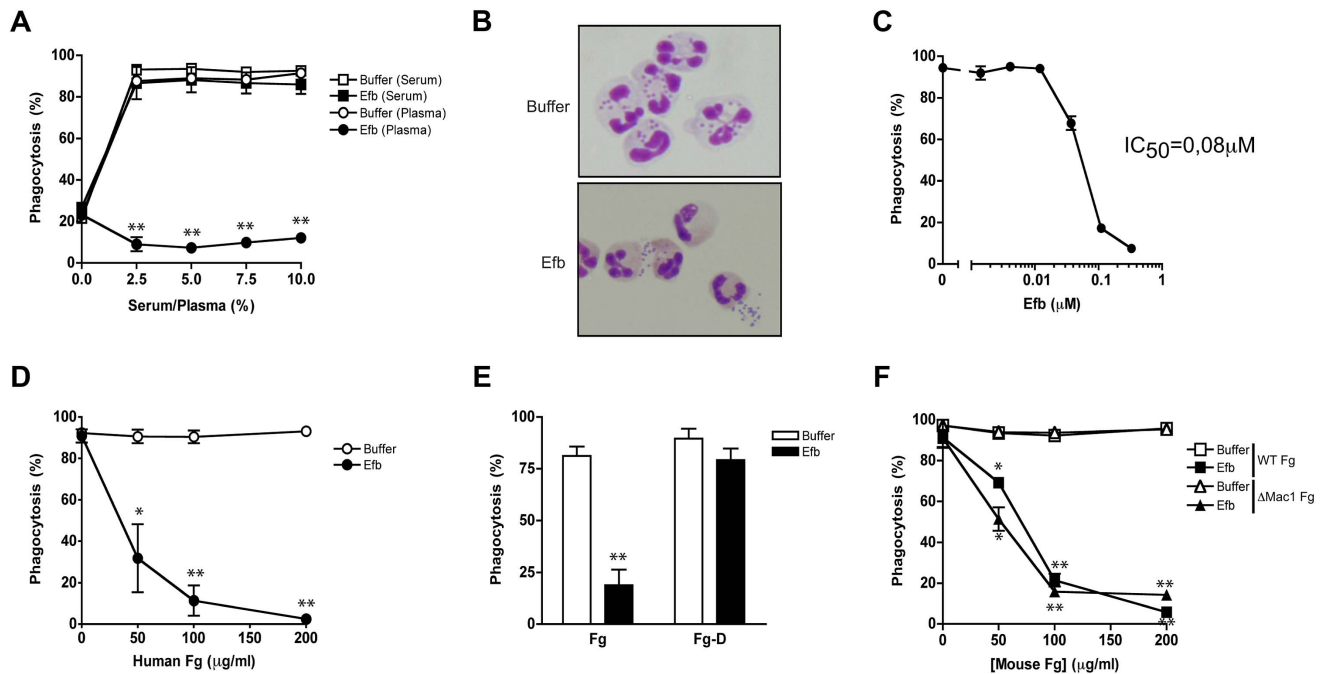 A
Phagocytosis (%)
100
80
60
40
20
0
** ** ** **
0.0 2.5 5.0 7.5 10.0
Serum/Plasma (%)
Buffer (Serum)
Efb (Serum)
Buffer (Plasma)
Efb (Plasma)
B
Buffer
Efb
C
Phagocytosis (%)
100
80
60
40
20
0
0 0.01 0.1 1
Efb (μM)
IC50=0,08μM
D
Phagocytosis (%)
100
80
60
40
20
0
*
**
**
0 50 100 150 200
Human Fg (μg/ml)
Buffer
Efb
E
Phagocytosis (%)
100
75
50
25
0
**
Fg Fg-D
Buffer
Efb
F
Phagocytosis (%)
100
80
60
40
20
0
*
*
**
**
**
**
0 50 100 150 200
[Mouse Fg] (μg/ml)
Buffer
Efb
WT Fg
Buffer
Efb
ΔMac1 Fg